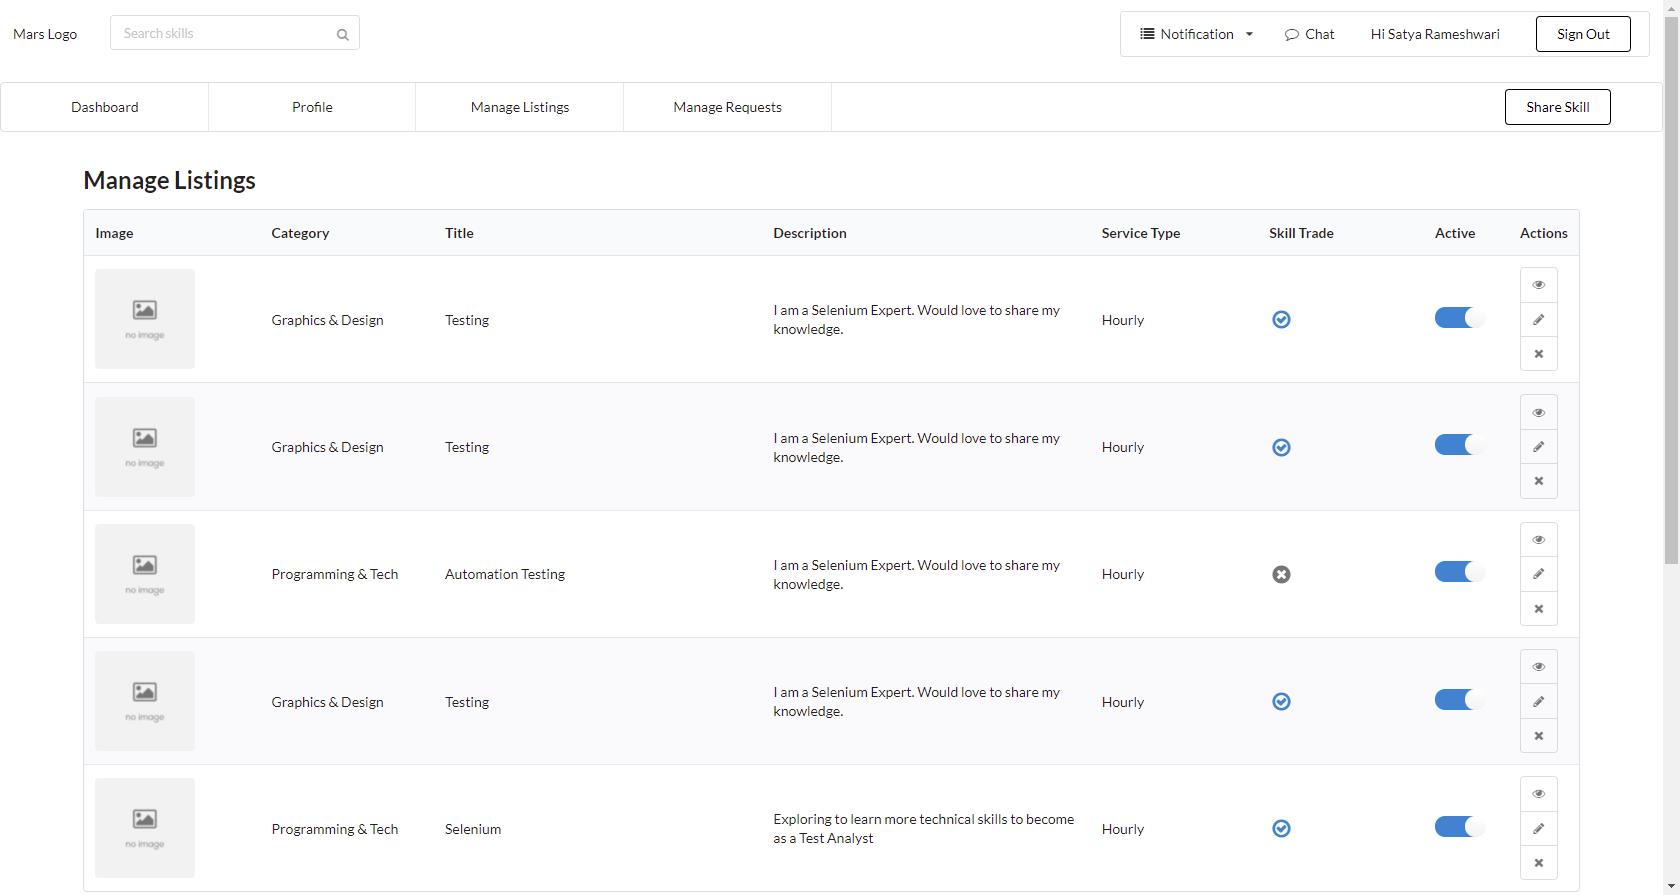 Mars Logo
Search skills
Notification
Chat
Hi Satya Rameshwari
Sign Out
Dashboard
Profile
Manage Listings
Manage Requests
Share Skill
Manage Listings
Image Category Title Description Service Type Skill Trade Active Actions
no image
Graphics & Design
Testing
I am a Selenium Expert. Would love to share my
knowledge.
Hourly
no image
Graphics & Design
Testing
I am a Selenium Expert. Would love to share my
knowledge.
Hourly
no image
Programming & Tech
Automation Testing
I am a Selenium Expert. Would love to share my
knowledge.
Hourly
no image
Graphics & Design
Testing
I am a Selenium Expert. Would love to share my
knowledge.
Hourly
no image
Programming & Tech
Selenium
Exploring to learn more technical skills to become
as a Test Analyst
Hourly